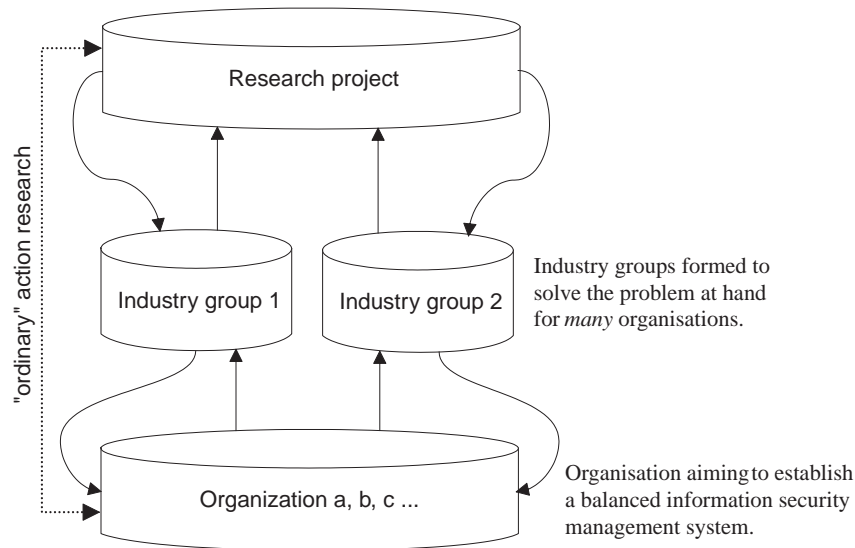 Research project
"ordinary" action research
Industry group 1
Industry group 2
Industry groups formed to
solve the problem at hand
for many organisations.
Organization a, b, c ...
Organisation aiming to establish
a balanced information security
management system.